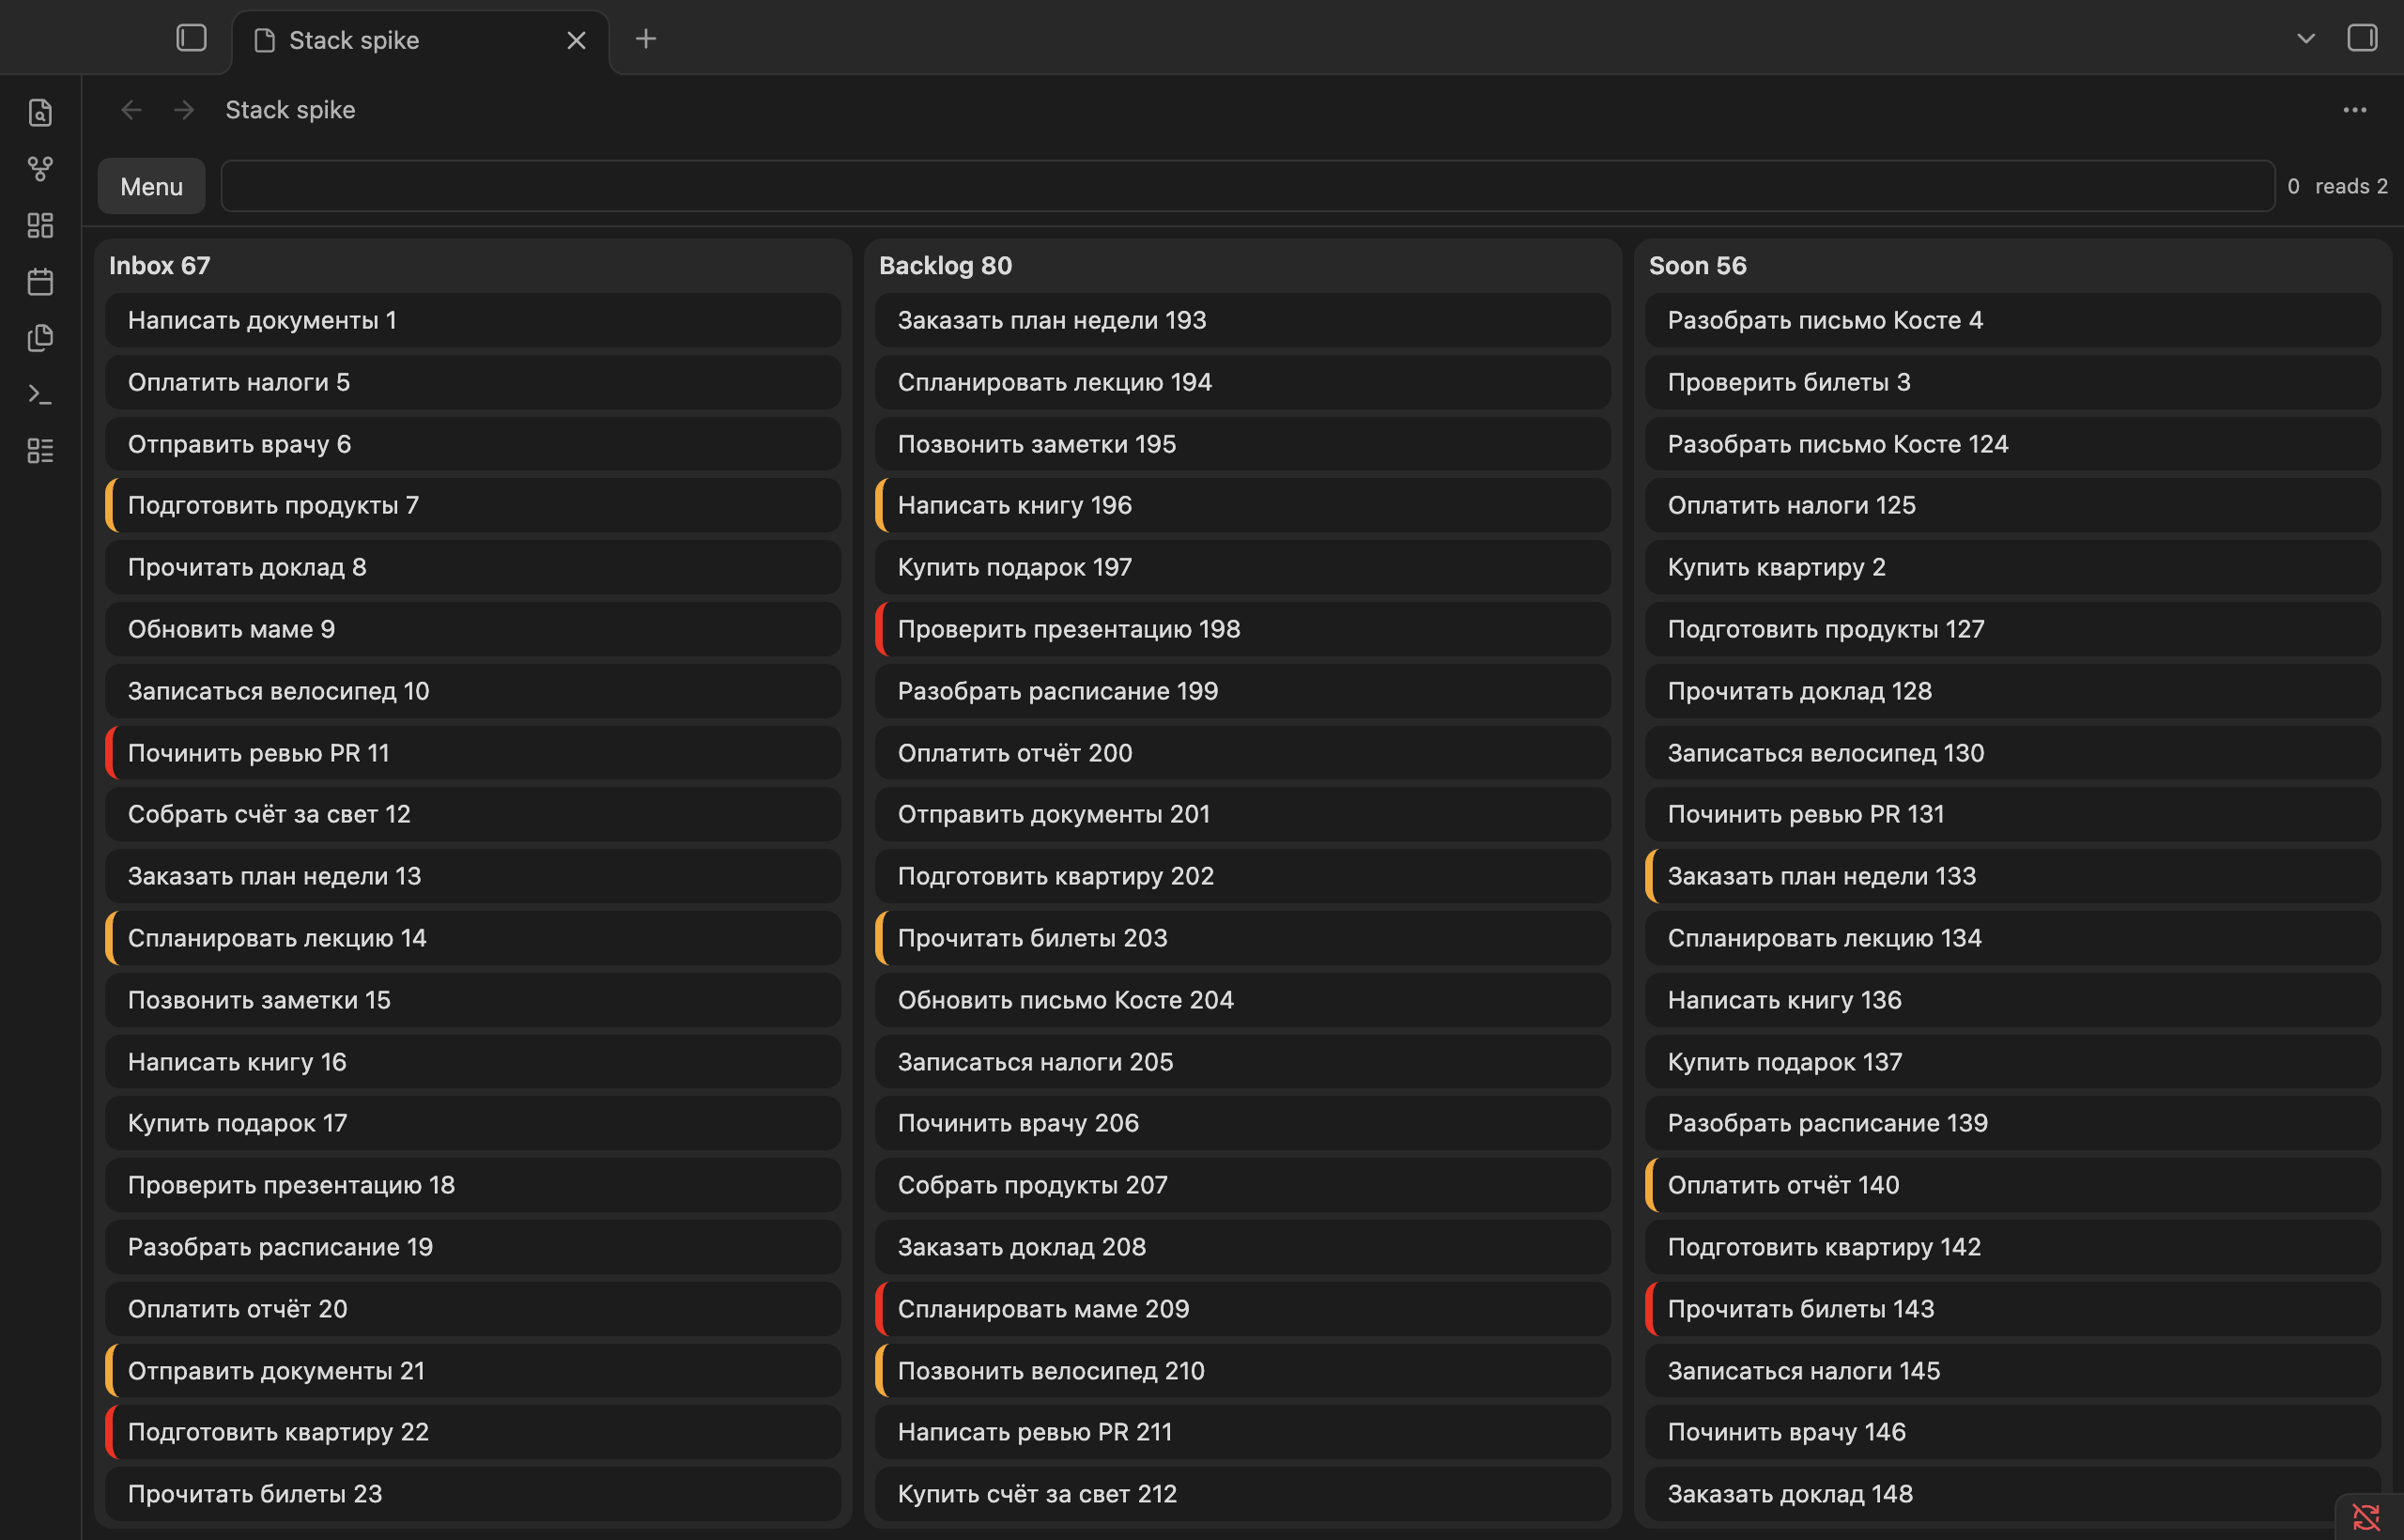 Stack spike
Stack spike
Menu
0 reads 2
Inbox 67
Написать документы 1
Оплатить налоги 5
Отправить врачу 6
Подготовить продукты 7
Прочитать доклад 8
Обновить маме 9
Записаться велосипед 10
Починить ревью PR 11
Собрать счёт за свет 12
Заказать план недели 13
Спланировать лекцию 14
Позвонить заметки 15
Написать книгу 16
Купить подарок 17
Проверить презентацию 18
Разобрать расписание 19
Оплатить отчёт 20
Отправить документы 21
Подготовить квартиру 22
Прочитать билеты 23
Backlog 80
Заказать план недели 193
Спланировать лекцию 194
Позвонить заметки 195
Написать книгу 196
Купить подарок 197
Проверить презентацию 198
Разобрать расписание 199
Оплатить отчёт 200
Отправить документы 201
Подготовить квартиру 202
Прочитать билеты 203
Обновить письмо Косте 204
Записаться налоги 205
Починить врачу 206
Собрать продукты 207
Заказать доклад 208
Спланировать маме 209
Позвонить велосипед 210
Написать ревью PR 211
Купить счёт за свет 212
Soon 56
Разобрать письмо Косте 4
Проверить билеты 3
Разобрать письмо Косте 124
Оплатить налоги 125
Купить квартиру 2
Подготовить продукты 127
Прочитать доклад 128
Записаться велосипед 130
Починить ревью PR 131
Заказать план недели 133
Спланировать лекцию 134
Написать книгу 136
Купить подарок 137
Разобрать расписание 139
Оплатить отчёт 140
Подготовить квартиру 142
Прочитать билеты 143
Записаться налоги 145
Починить врачу 146
Заказать доклад 148